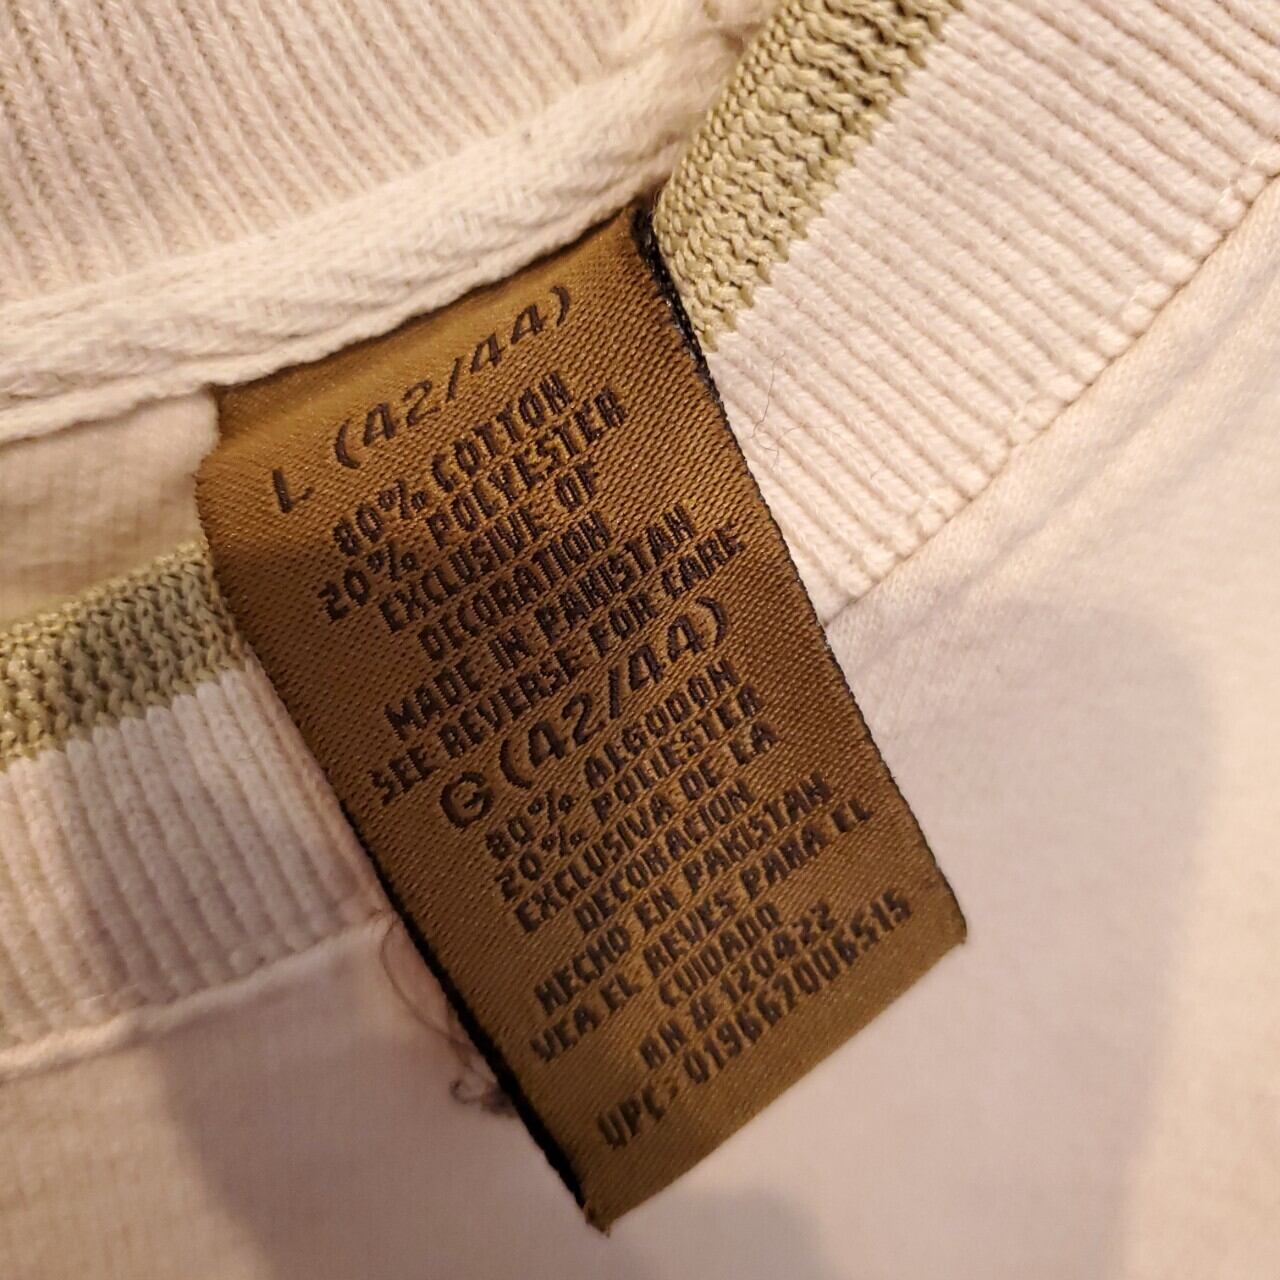 L (42/44)
80% COTTON
20% POLYESTER
EXCLUSIVE OF
DECORATION
MADE IN PAKISTAN
SEE REVERSE FOR CARE
G (42/44)
80% ALGODON
20% POLIESTER
EXCLUSIVA DE LA
DECORACION
HECHO EN PAKISTAN
VEA EL REVES PARA EL
CUIDADO
RN # 120422
UPC: 019667006515